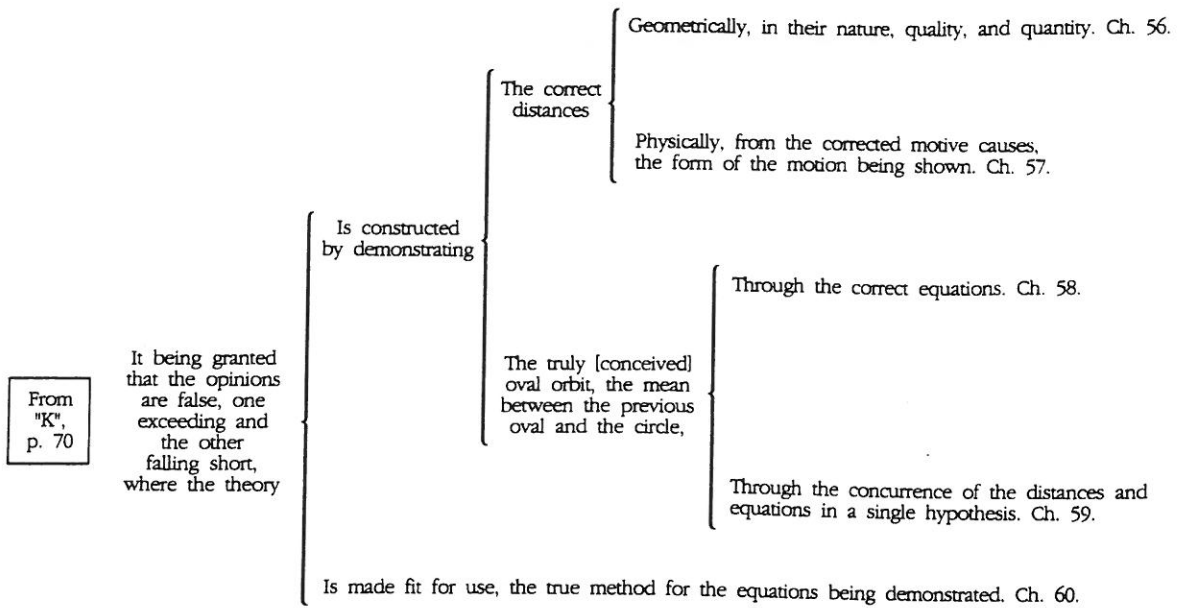 From
"K",
p. 70
It being granted
that the opinions
are false, one
exceeding and
the other
falling short,
where the theory
Is constructed
by demonstrating
The correct
distances
Geometrically, in their nature, quality, and quantity. Ch. 56.
Physically, from the corrected motive causes,
the form of the motion being shown. Ch. 57.
The truly [conceived]
oval orbit, the mean
between the previous
oval and the circle,
Through the correct equations. Ch. 58.
Through the concurrence of the distances and
equations in a single hypothesis. Ch. 59.
Is made fit for use, the true method for the equations being demonstrated. Ch. 60.